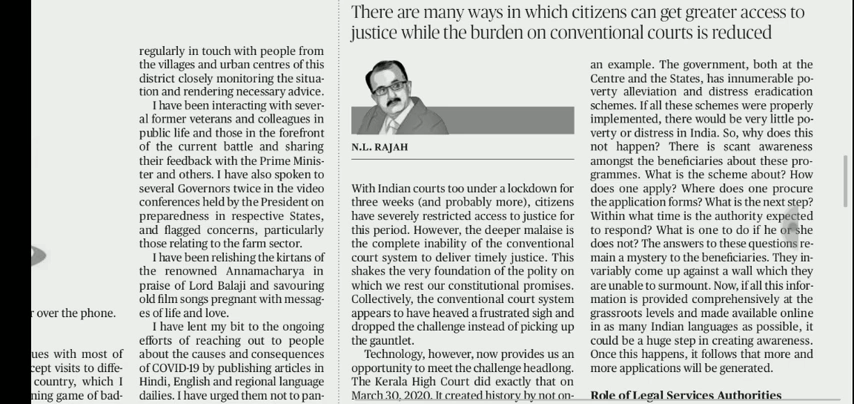 There are many ways in which citizens can get greater access to
justice while the burden on conventional courts is reduced
r over the phone.
ues with most of
cept visits to diffe-
country, which I
ning game of bad-
regularly in touch with people from
the villages and urban centres of this
district closely monitoring the situa-
tion and rendering necessary advice.
I have been interacting with sever-
al former veterans and colleagues in
public life and those in the forefront
of the current battle and sharing
their feedback with the Prime Minis-
ter and others. I have also spoken to
several Governors twice in the video
conferences held by the President on
preparedness in respective States,
and flagged concerns, particularly
those relating to the farm sector.
I have been relishing the kirtans of
the renowned Annamacharya in
praise of Lord Balaji and savouring
old film songs pregnant with messag-
es of life and love.
I have lent my bit to the ongoing
efforts of reaching out to people
about the causes and consequences
of COVID-19 by publishing articles in
Hindi, English and regional language
dailies. I have urged them not to pan-
N.L. RAJAH
With Indian courts too under a lockdown for
three weeks (and probably more), citizens
have severely restricted access to justice for
this period. However, the deeper malaise is
the complete inability of the conventional
court system to deliver timely justice. This
shakes the very foundation of the polity on
which we rest our constitutional promises.
Collectively, the conventional court system
appears to have heaved a frustrated sigh and
dropped the challenge instead of picking up
the gauntlet.
Technology, however, now provides us an
opportunity to meet the challenge headlong.
The Kerala High Court did exactly that on
March 30, 2020. It created history by not on-
an example. The government, both at the
Centre and the States, has innumerable po-
verty alleviation and distress eradication
schemes. If all these schemes were properly
implemented, there would be very little po-
verty or distress in India. So, why does this
not happen? There is scant awareness
amongst the beneficiaries about these pro-
grammes. What is the scheme about? How
does one apply? Where does one procure
the application forms? What is the next step?
Within what time is the authority expected
to respond? What is one to do if he or she
does not? The answers to these questions re-
main a mystery to the beneficiaries. They in-
variably come up against a wall which they
are unable to surmount. Now, if all this infor-
mation is provided comprehensively at the
grassroots levels and made available online
in as many Indian languages as possible, it
could be a huge step in creating awareness.
Once this happens, it follows that more and
more applications will be generated.
Role of Legal Services Authorities